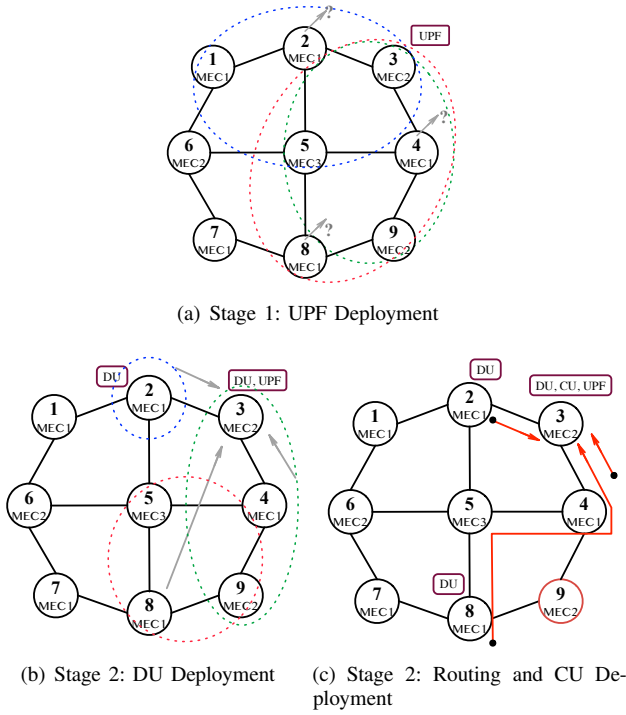 ?
2
MEC1
UPF
1
MEC1
3
MEC2
?
6
MEC2
5
MEC3
4
MEC1
?
7
MEC1
8
MEC1
9
MEC2
(a) Stage 1: UPF Deployment
DU
2
MEC1
DU, UPF
1
MEC1
3
MEC2
6
MEC2
5
MEC3
4
MEC1
7
MEC1
8
MEC1
9
MEC2
(b) Stage 2: DU Deployment
DU
2
MEC1
DU, CU, UPF
1
MEC1
3
MEC2
6
MEC2
5
MEC3
4
MEC1
DU
7
MEC1
8
MEC1
9
MEC2
(c) Stage 2: Routing and CU De-
ployment